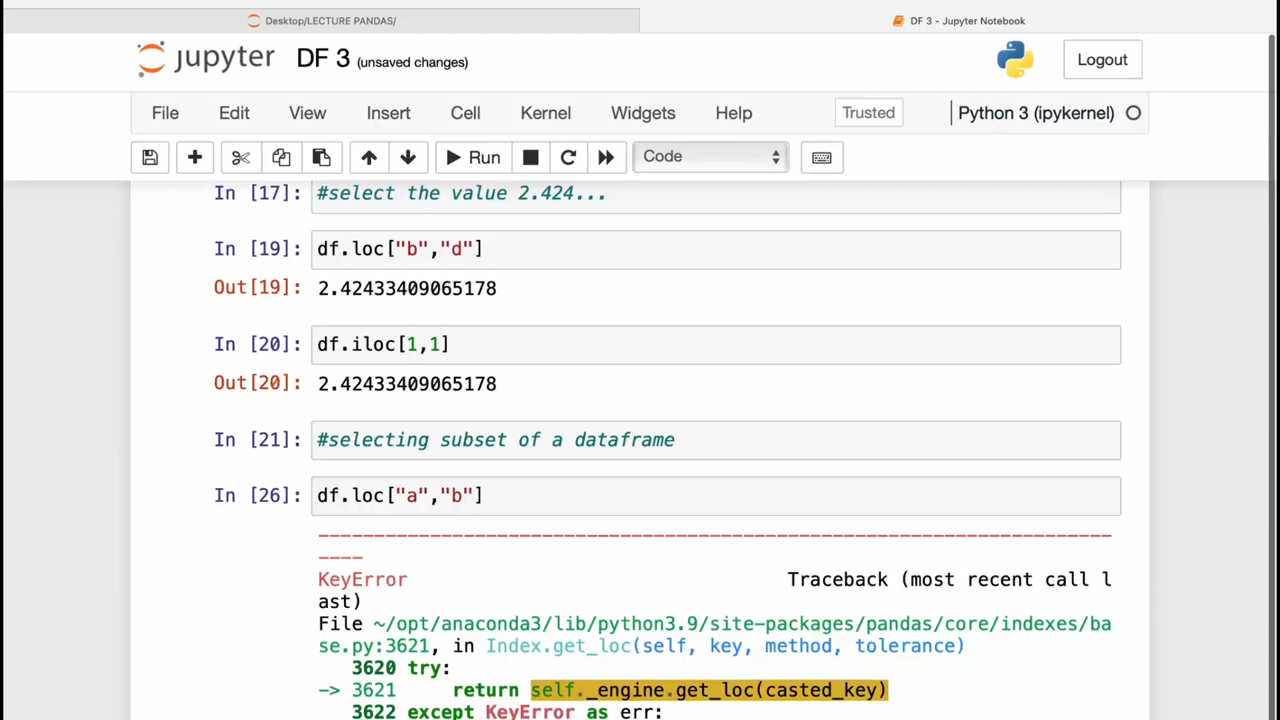 Desktop/LECTURE PANDAS/
DF 3 - Jupyter Notebook
jupyter DF 3 (unsaved changes)
Logout
File Edit View Insert Cell Kernel Widgets Help Trusted Python 3 (ipykernel)
Run Code
In [17]: #select the value 2.424...
In [19]: df.loc["b","d"]
Out[19]: 2.42433409065178
In [20]: df.iloc[1,1]
Out[20]: 2.42433409065178
In [21]: #selecting subset of a dataframe
In [26]: df.loc["a","b"]
---------------------------------------------------------------------------
KeyError Traceback (most recent call l
ast)
File ~/opt/anaconda3/lib/python3.9/site-packages/pandas/core/indexes/ba
se.py:3621, in Index.get_loc(self, key, method, tolerance)
3620 try:
-> 3621 return self._engine.get_loc(casted_key)
3622 except KeyError as err: